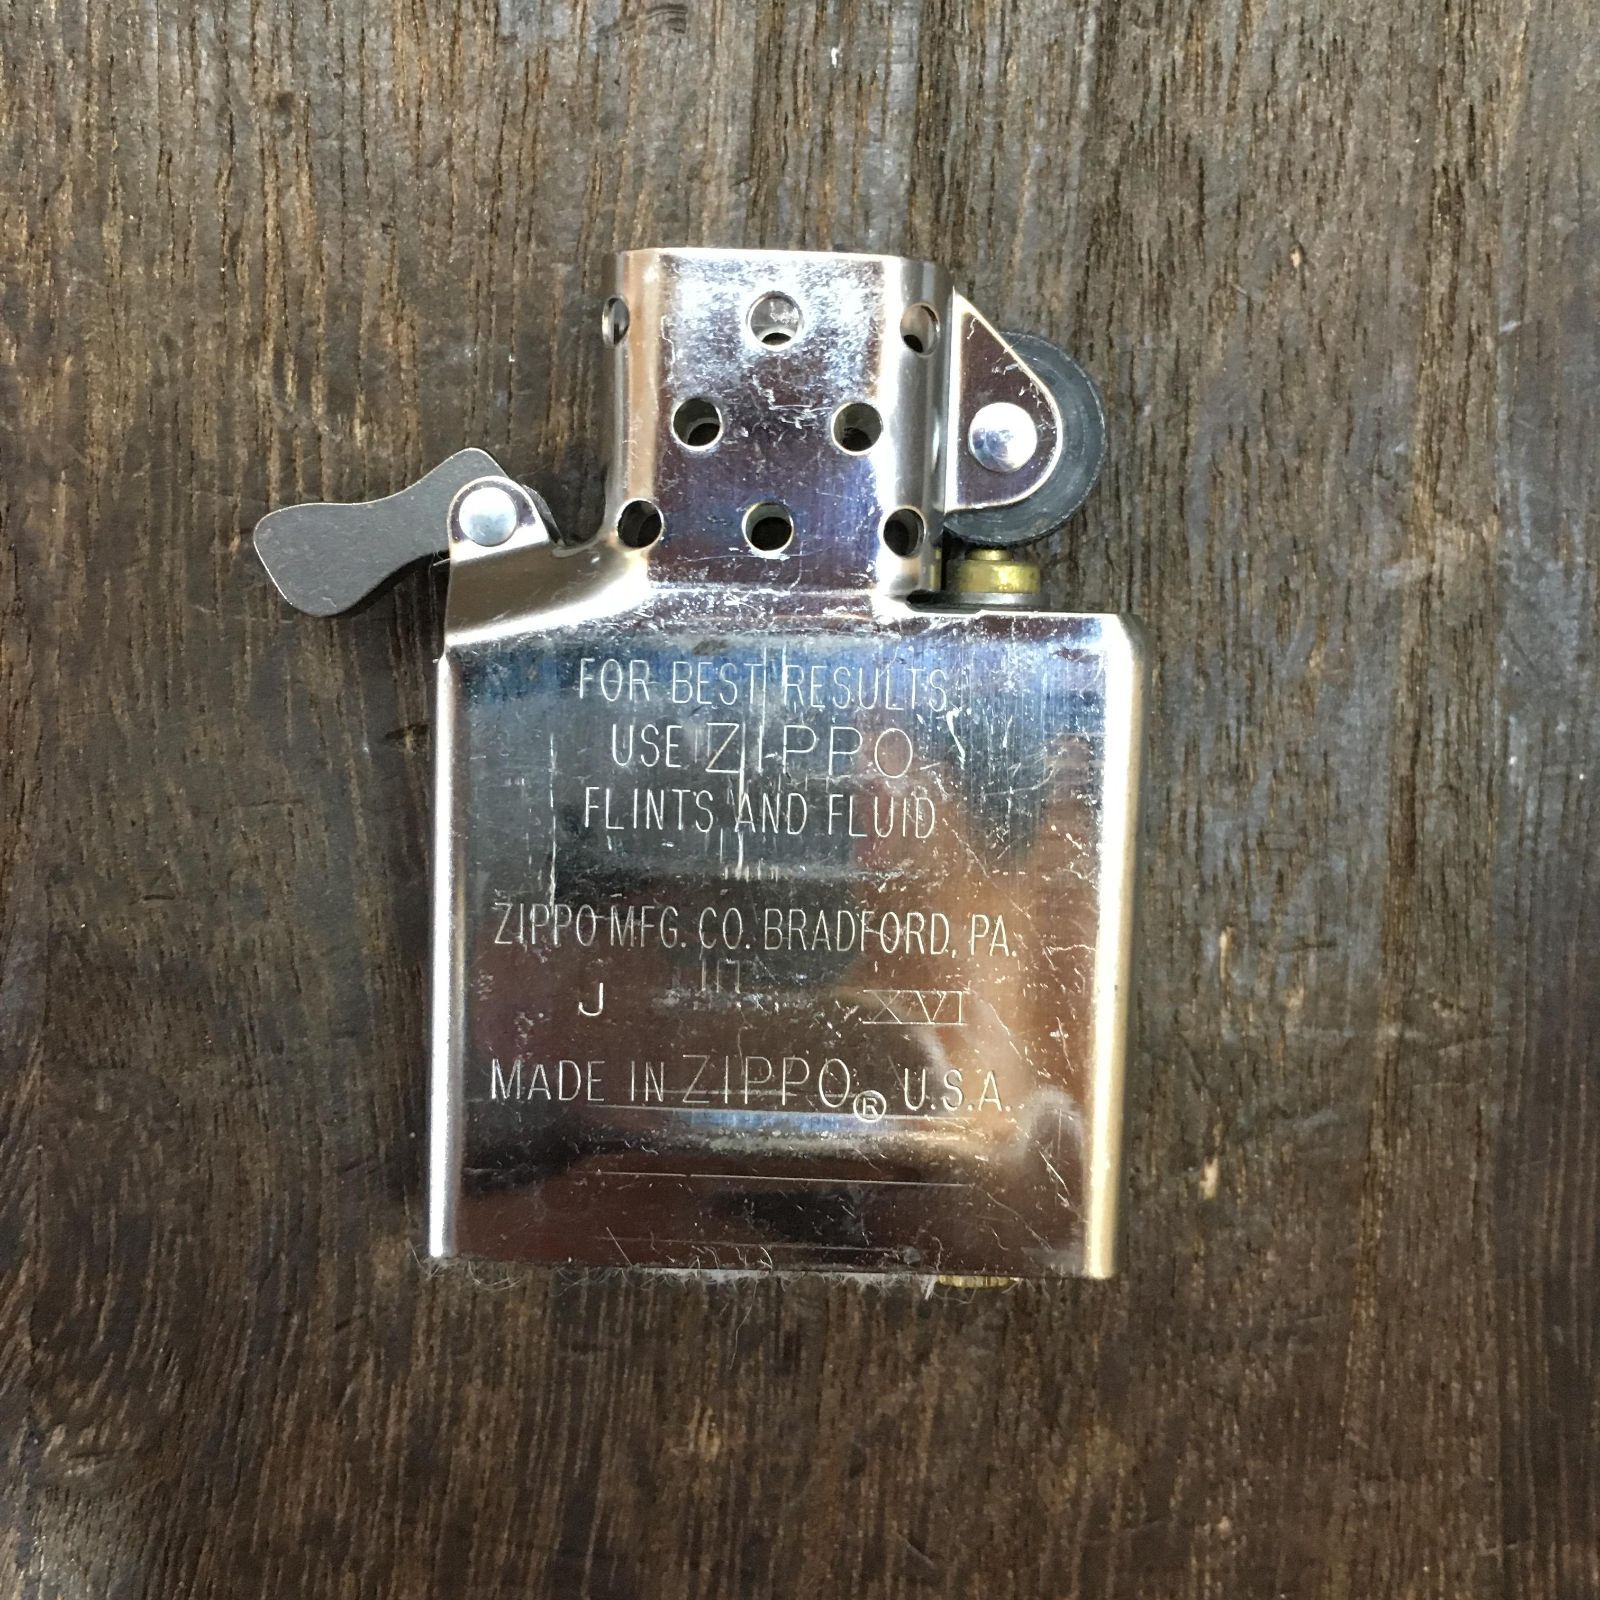 FOR BEST RESULTS
USE ZIPPO
FLINTS AND FLUID
ZIPPO MFG. CO. BRADFORD, PA.
J XVI
MADE IN ZIPPO® U.S.A.